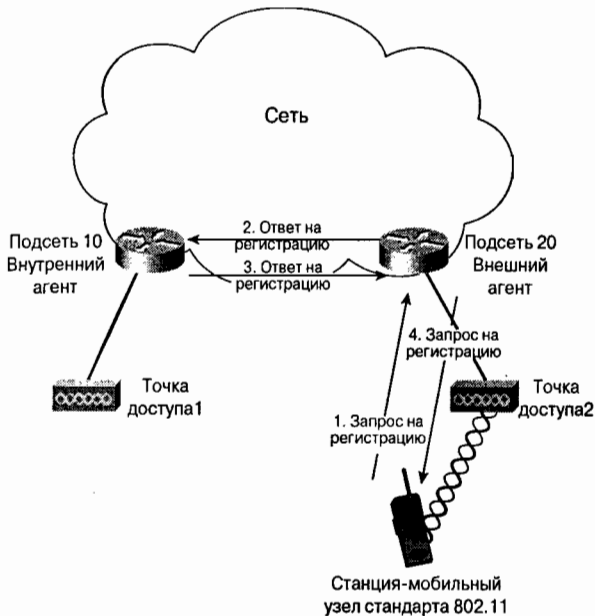 Сеть
2. Ответ на
регистрацию
3. Ответ на
регистрацию
Подсеть 10
Внутренний
агент
Подсеть 20
Внешний
агент
4. Запрос на
регистрацию
Точка
доступа1
Точка
доступа2
1. Запрос на
регистрацию
Станция-мобильный
узел стандарта 802.11